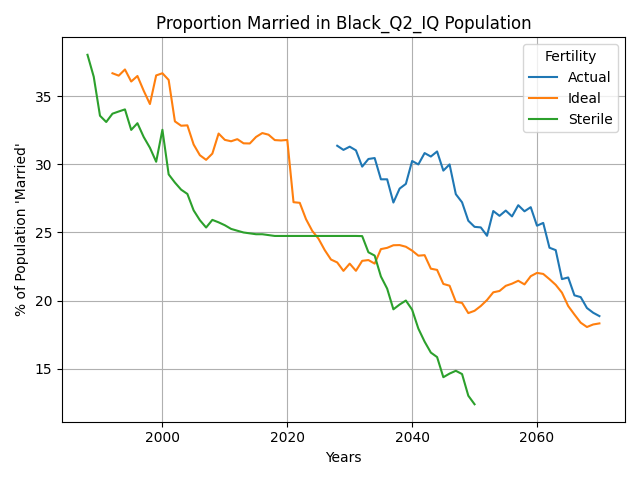 Proportion Married in Black_Q2_IQ Population
% of Population 'Married'
35
30
25
20
15
2000
2020
2040
2060
Years
Fertility
Actual
Ideal
Sterile